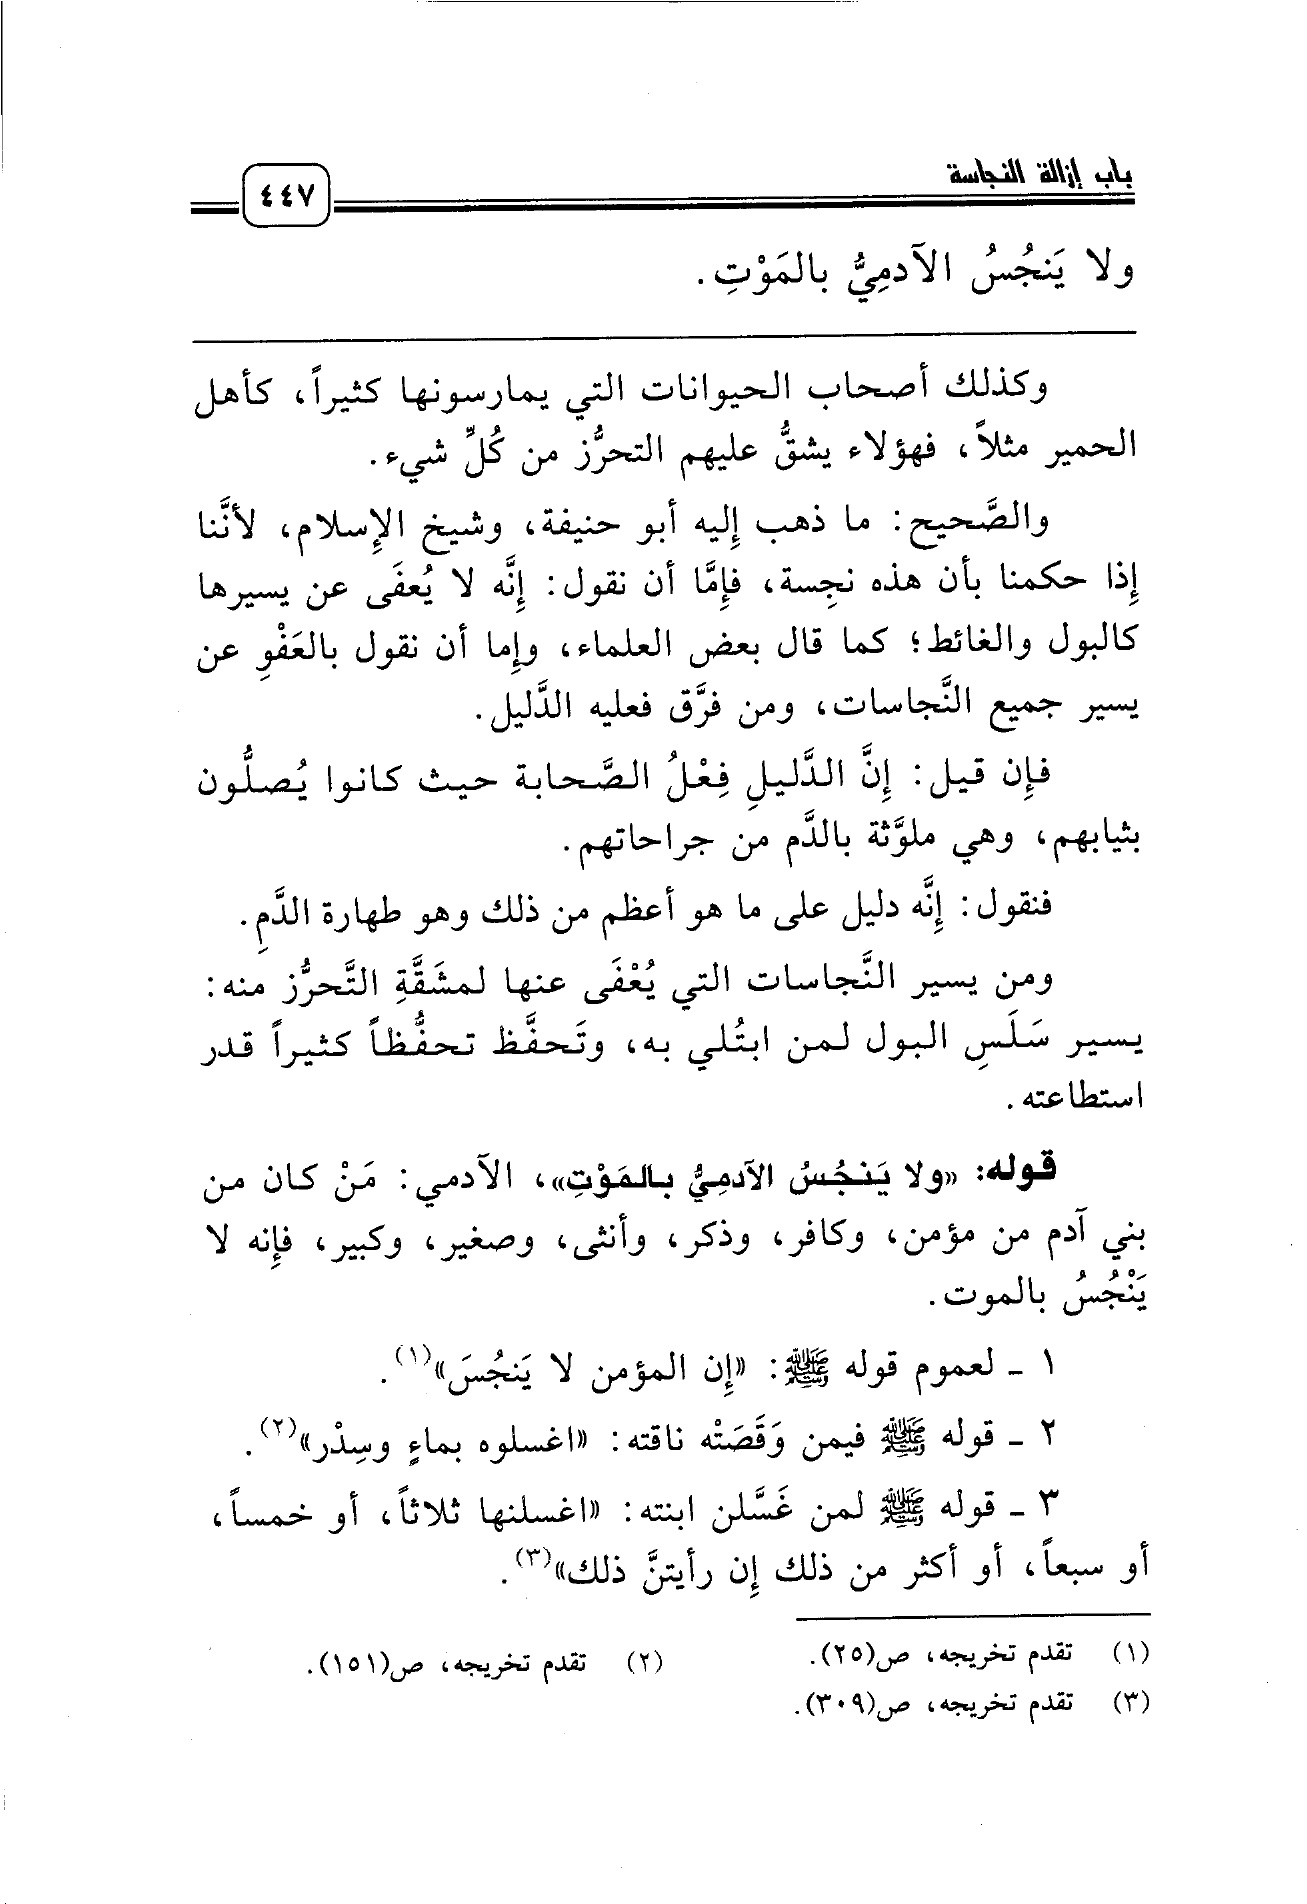 باب إزالة النجاسة
٤٤٧
ولا يَنجُسُ الآدمِيُّ بالمَوْتِ.
وكذلك أصحاب الحيوانات التي يمارسونها كثيراً، كأهل
الحمير مثلاً، فهؤلاء يشقُّ عليهم التحرُّز من كُلِّ شيء.
والصَّحيح: ما ذهب إليه أبو حنيفة، وشيخ الإسلام، لأنَّنا
إذا حكمنا بأن هذه نجِسة، فإمَّا أن نقول: إنَّه لا يُعفَى عن يسيرها
كالبول والغائط؛ كما قال بعض العلماء، وإما أن نقول بالعَفْوِ عن
يسير جميع النَّجاسات، ومن فرَّق فعليه الدَّليل.
فإن قيل: إنَّ الدَّليلِ فِعْلُ الصَّحابة حيث كانوا يُصلُّون
بثيابهم، وهي ملوَّثة بالدَّم من جراحاتهم.
فنقول: إنَّه دليل على ما هو أعظم من ذلك وهو طهارة الدَّمِ.
ومن يسير النَّجاسات التي يُعْفَى عنها لمشَقَّةِ التَّحرُّز منه:
يسير سَلَسِ البول لمن ابتُلي به، وتَحفَّظ تحفُّظاً كثيراً قدر
استطاعته.
قوله: «ولا يَنجُسُ الآدمِيُّ بالمَوْتِ»، الآدمي: مَنْ كان من
بني آدم من مؤمن، وكافر، وذكر، وأنثى، وصغير، وكبير، فإنه لا
يَنْجُسُ بالموت.
١ ـ لعموم قوله ﷺ: «إن المؤمن لا يَنجُسَ»(١).
٢ ـ قوله ﷺ فيمن وَقَصَتْه ناقته: «اغسلوه بماءٍ وسِدْر»(٢).
٣ ـ قوله ﷺ لمن غَسَّلن ابنته: «اغسلنها ثلاثاً، أو خمساً،
أو سبعاً، أو أكثر من ذلك إن رأيتنَّ ذلك»(٣).
(١) تقدم تخريجه، ص(٢٥). (٢) تقدم تخريجه، ص(١٥١).
(٣) تقدم تخريجه، ص(٣٠٩).